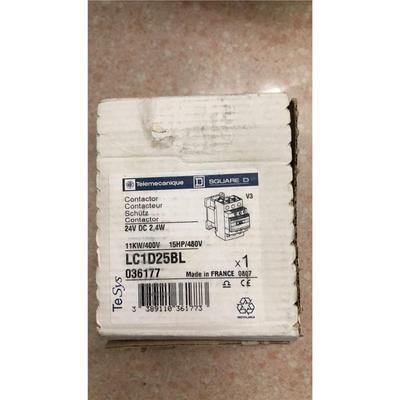 Telemecanique
D SQUARE D
Contactor
Contacteur
Schütz
Contactor
V3
24V DC 2,4W
11KW/400V 15HP/480V
LC1D25BL
x1
036177
Made in FRANCE 0807
CE
TeSys
3 389110 361773